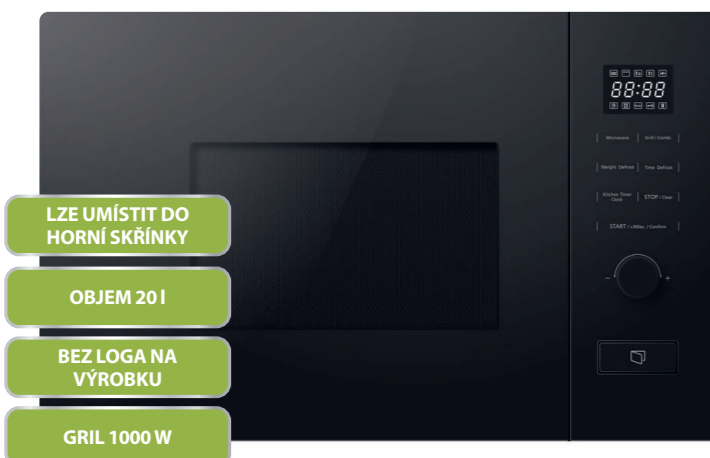 88:88
Microwave
Grill / Combi.
Weight Defrost
Time Defrost
Kitchen Timer
Clock
STOP / Clear
START / +30Sec. / Confirm
- +
LZE UMÍSTIT DO
HORNÍ SKŘÍNKY
OBJEM 20 l
BEZ LOGA NA
VÝROBKU
GRIL 1000 W